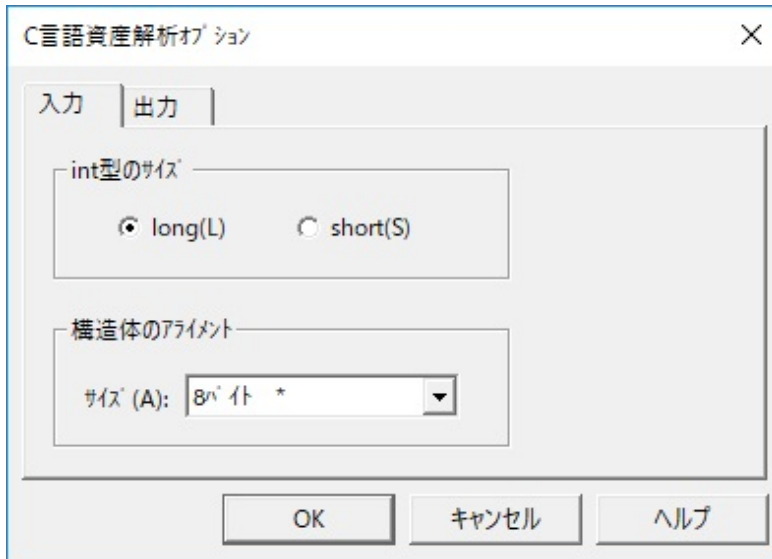 C言語資産解析ｵﾌﾟｼｮﾝ
入力 出力
int型のｻｲｽﾞ
long(L) short(S)
構造体のｱﾗｲﾒﾝﾄ
ｻｲｽﾞ(A): 8ﾊﾞｲﾄ *
OK キャンセル ヘルプ